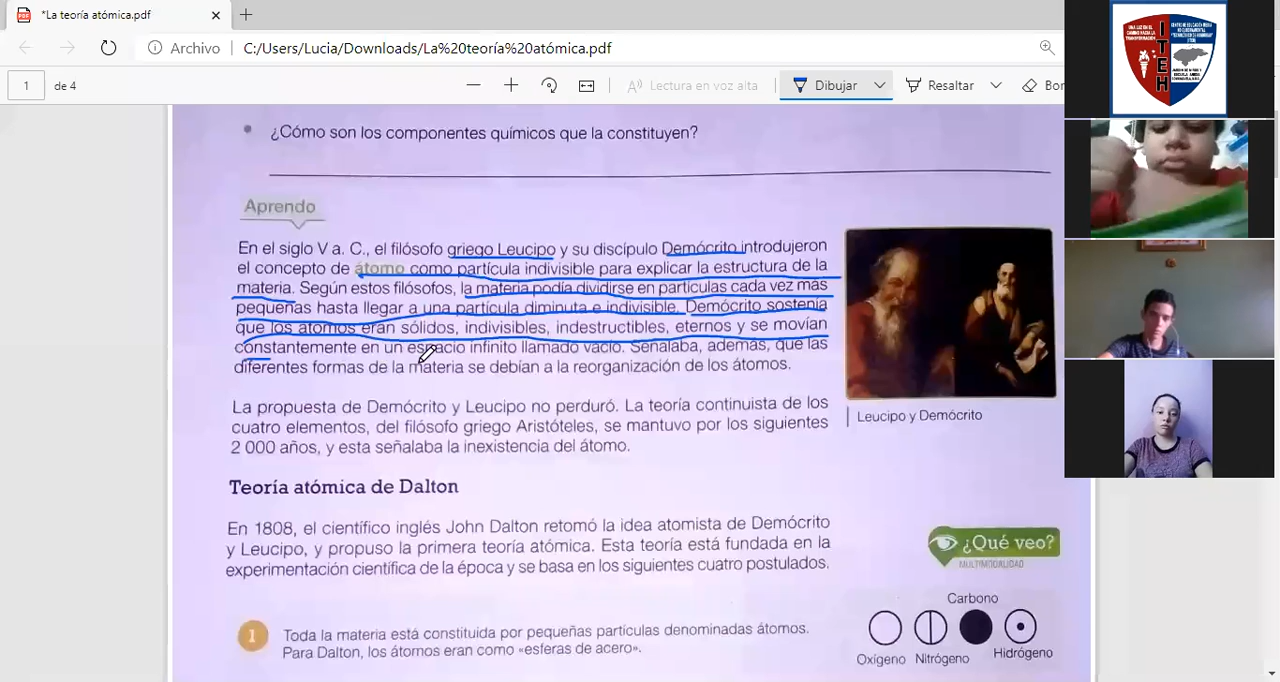 *La teoría atómica.pdf
Archivo
C:/Users/Lucia/Downloads/La%20teoría%20atómica.pdf
1
de 4
Lectura en voz alta
Dibujar
Resaltar
Bor
¿Cómo son los componentes químicos que la constituyen?
Aprendo
En el siglo V a. C., el filósofo griego Leucipo y su discípulo Demócrito introdujeron
el concepto de átomo como partícula indivisible para explicar la estructura de la
materia. Según estos filósofos, la materia podía dividirse en partículas cada vez más
pequeñas hasta llegar a una partícula diminuta e indivisible. Demócrito sostenía
que los átomos eran sólidos, indivisibles, indestructibles, eternos y se movían
constantemente en un espacio infinito llamado vacío. Señalaba, además, que las
diferentes formas de la materia se debían a la reorganización de los átomos.
Leucipo y Demócrito
La propuesta de Demócrito y Leucipo no perduró. La teoría continuista de los
cuatro elementos, del filósofo griego Aristóteles, se mantuvo por los siguientes
2 000 años, y esta señalaba la inexistencia del átomo.
Teoría atómica de Dalton
En 1808, el científico inglés John Dalton retomó la idea atomista de Demócrito
y Leucipo, y propuso la primera teoría atómica. Esta teoría está fundada en la
experimentación científica de la época y se basa en los siguientes cuatro postulados.
1
Toda la materia está constituida por pequeñas partículas denominadas átomos.
Para Dalton, los átomos eran como «esferas de acero».
¿Qué veo?
MULTIMODALIDAD
Carbono
Oxígeno Nitrógeno Hidrógeno
ITEH